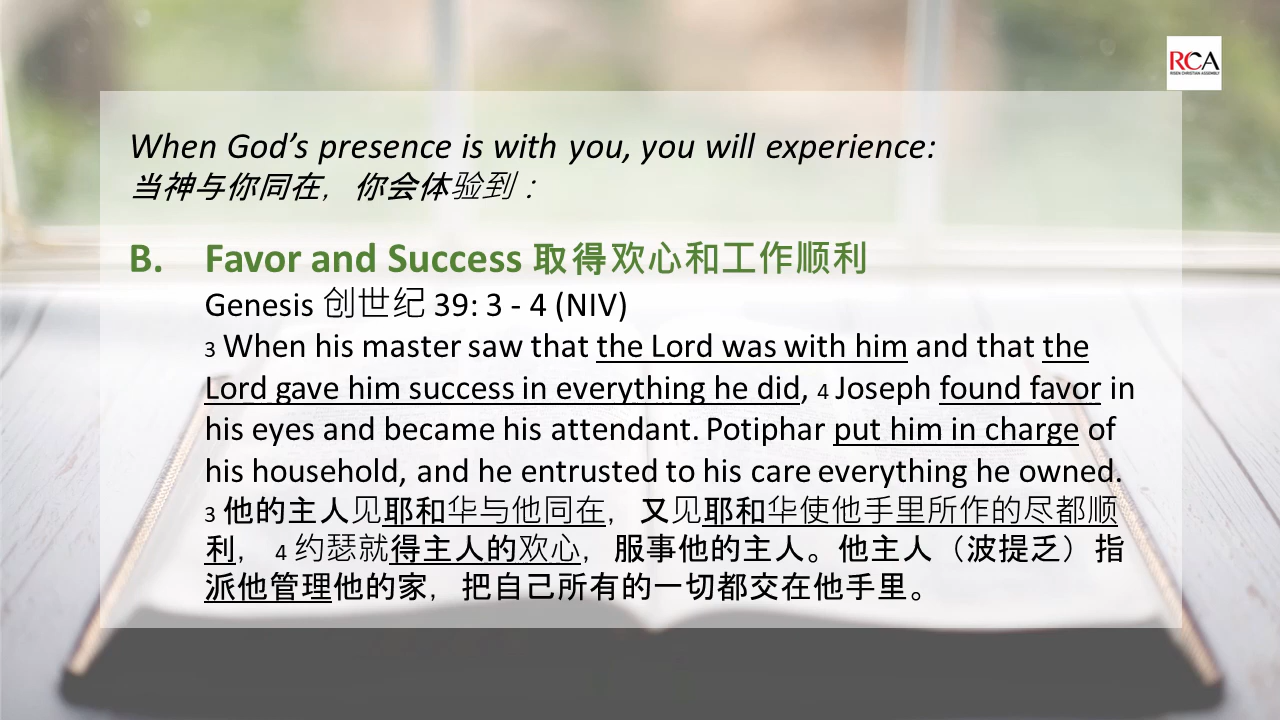 RCA
RISEN CHRISTIAN ASSEMBLY
When God’s presence is with you, you will experience:
当神与你同在，你会体验到：
B. Favor and Success 取得欢心和工作顺利
Genesis 创世纪 39: 3 - 4 (NIV)
3 When his master saw that the Lord was with him and that the
Lord gave him success in everything he did, 4 Joseph found favor in
his eyes and became his attendant. Potiphar put him in charge of
his household, and he entrusted to his care everything he owned.
3 他的主人见耶和华与他同在，又见耶和华使他手里所作的尽都顺
利， 4 约瑟就得主人的欢心，服事他的主人。他主人（波提乏）指
派他管理他的家，把自己所有的一切都交在他手里。